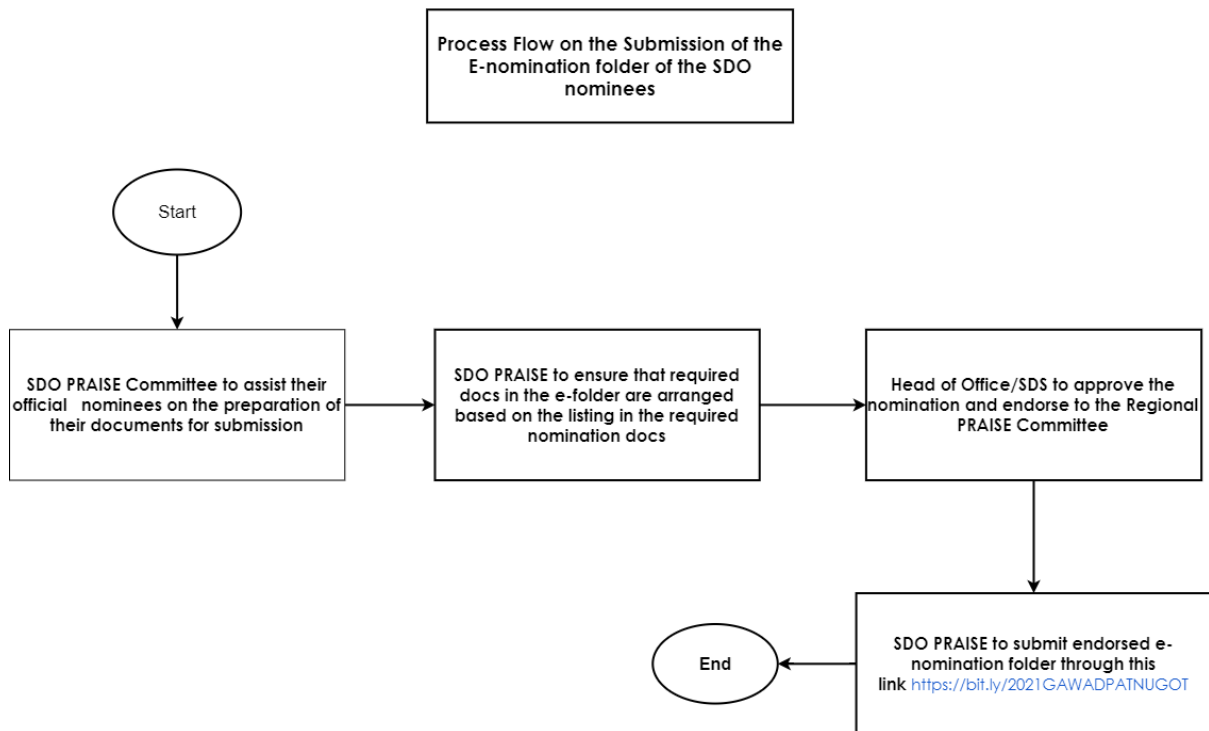 Process Flow on the Submission of the
E-nomination folder of the SDO
nominees
Start
SDO PRAISE Committee to assist their
official nominees on the preparation of
their documents for submission
SDO PRAISE to ensure that required
docs in the e-folder are arranged
based on the listing in the required
nomination docs
Head of Office/SDS to approve the
nomination and endorse to the Regional
PRAISE Committee
SDO PRAISE to submit endorsed e-
nomination folder through this
link https://bit.ly/2021GAWADPATNUGOT
End